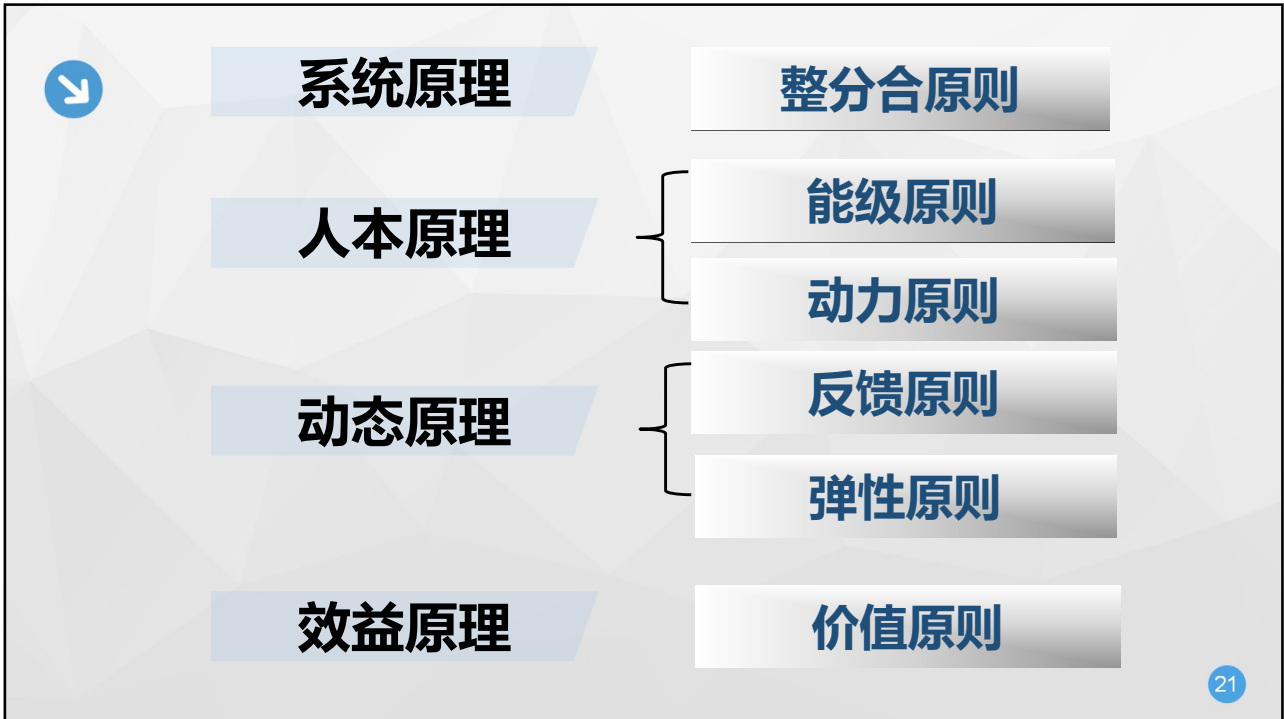 系统原理
整分合原则
人本原理
能级原则
动力原则
动态原理
反馈原则
弹性原则
效益原理
价值原则
21